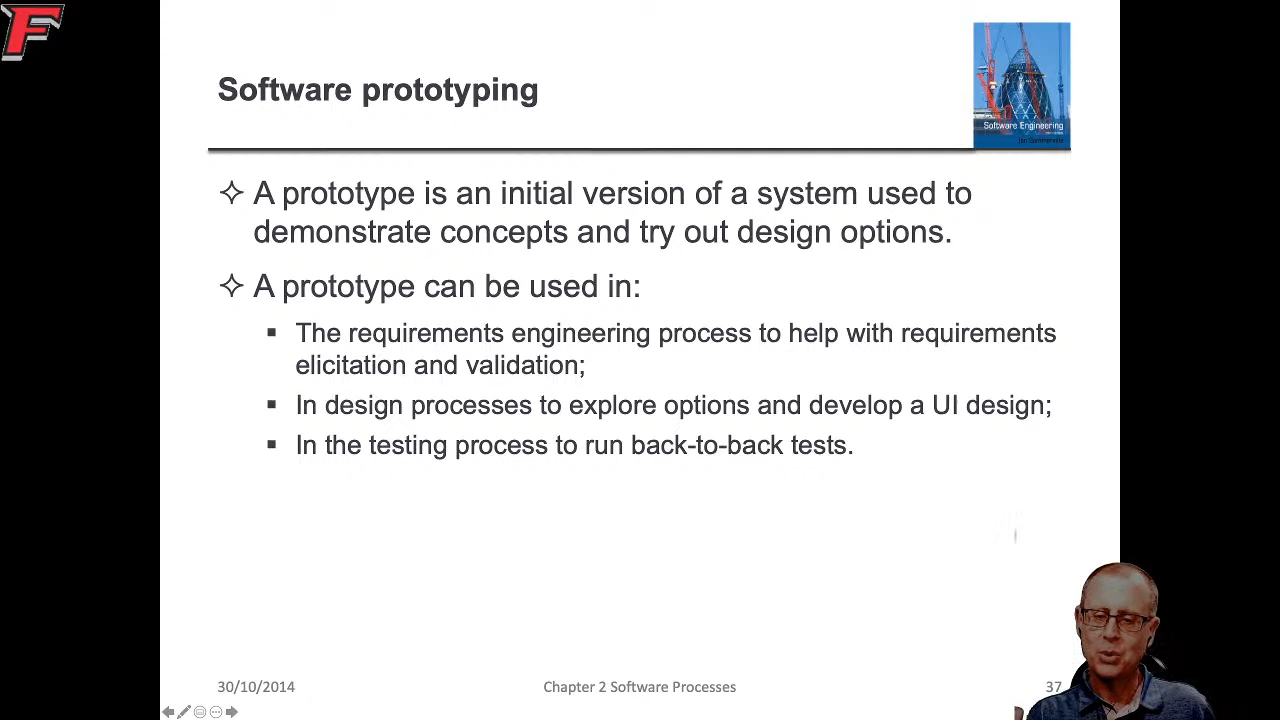 F
Software prototyping
Software Engineering
Ian Sommerville
✧ A prototype is an initial version of a system used to
demonstrate concepts and try out design options.
✧ A prototype can be used in:
▪ The requirements engineering process to help with requirements
elicitation and validation;
▪ In design processes to explore options and develop a UI design;
▪ In the testing process to run back-to-back tests.
30/10/2014
Chapter 2 Software Processes
37